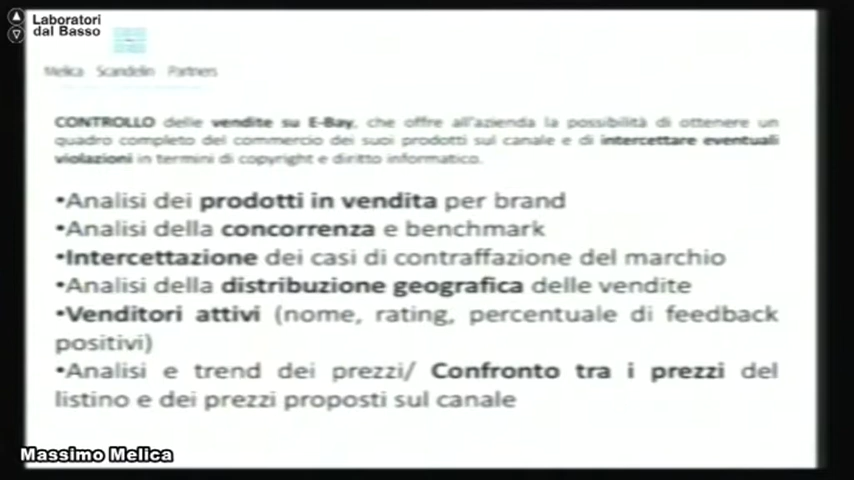 Laboratori
dal Basso
Melica Scandelin Partners
CONTROLLO delle vendite su E-Bay, che offre all'azienda la possibilità di ottenere un
quadro completo del commercio dei suoi prodotti sul canale e di intercettare eventuali
violazioni in termini di copyright e diritto informatico.
•Analisi dei prodotti in vendita per brand
•Analisi della concorrenza e benchmark
•Intercettazione dei casi di contraffazione del marchio
•Analisi della distribuzione geografica delle vendite
•Venditori attivi (nome, rating, percentuale di feedback
positivi)
•Analisi e trend dei prezzi/ Confronto tra i prezzi del
listino e dei prezzi proposti sul canale
Massimo Melica